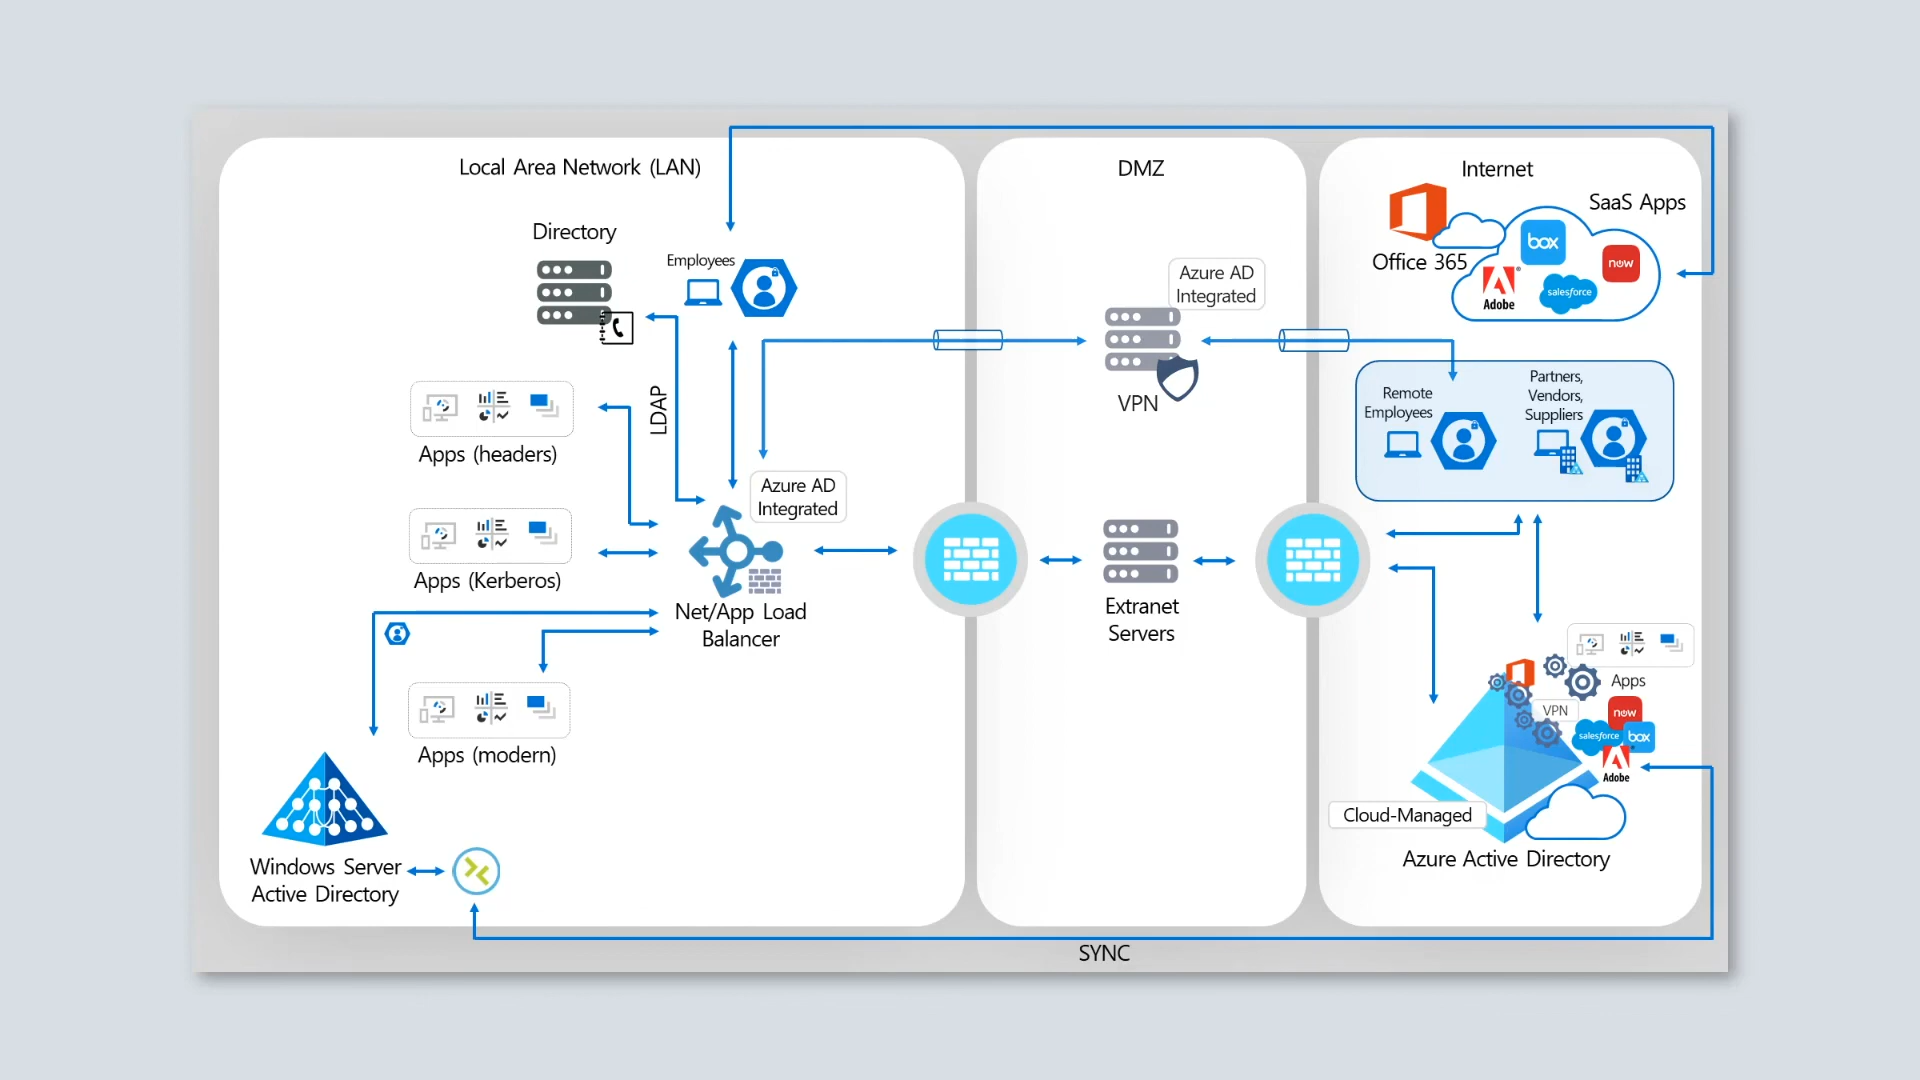 Local Area Network (LAN)
DMZ
Internet
SaaS Apps
Directory
Employees
Office 365
box
now
Adobe
salesforce
Azure AD
Integrated
VPN
Partners,
Vendors,
Suppliers
Remote
Employees
LDAP
Apps (headers)
Azure AD
Integrated
Apps (Kerberos)
Net/App Load
Balancer
Extranet
Servers
Apps
VPN
now
salesforce
box
Adobe
Apps (modern)
Cloud-Managed
Azure Active Directory
Windows Server
Active Directory
SYNC